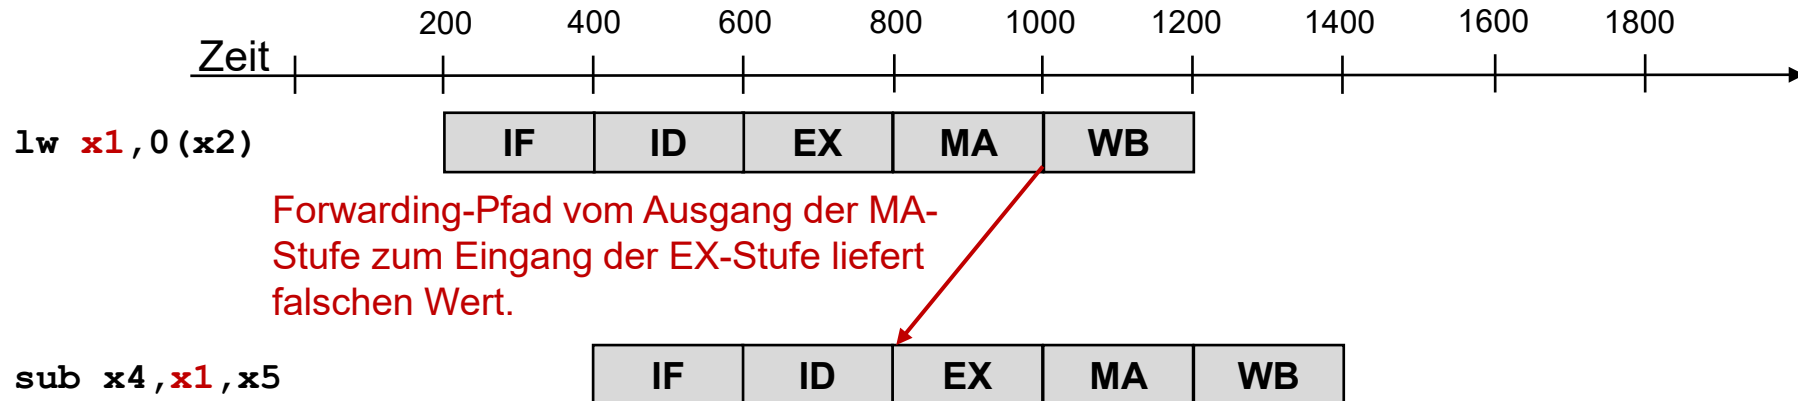 200 400 600 800 1000 1200 1400 1600 1800
Zeit
lw x1,0(x2) IF ID EX MA WB
Forwarding-Pfad vom Ausgang der MA-
Stufe zum Eingang der EX-Stufe liefert
falschen Wert.
sub x4,x1,x5 IF ID EX MA WB